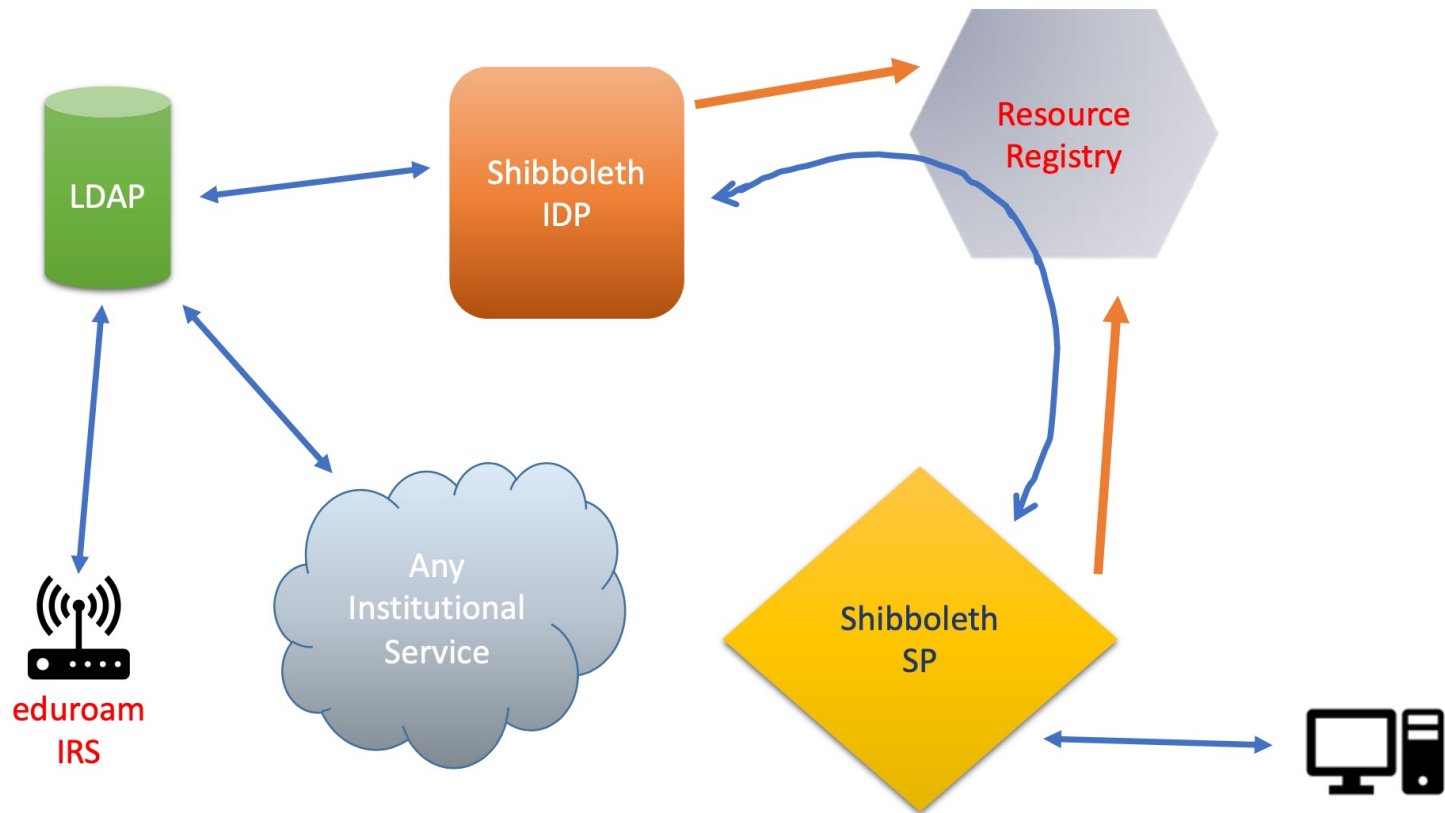 Resource
Registry
Shibboleth
IDP
LDAP
Any
Institutional
Service
Shibboleth
SP
eduroam
IRS